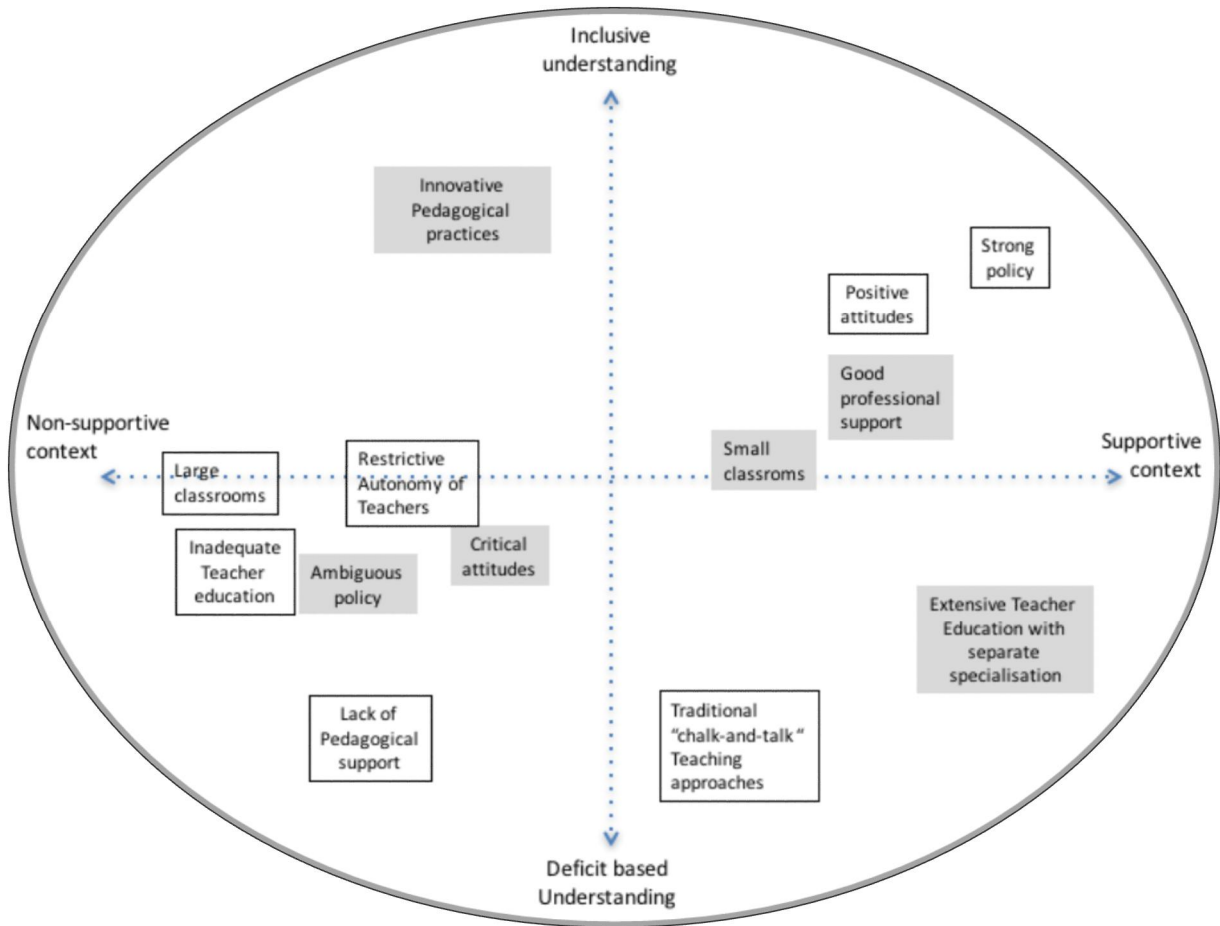 Inclusive
understanding
Innovative
Pedagogical
practices
Strong
policy
Positive
attitudes
Good
professional
support
Non-supportive
context
Supportive
context
Large
classrooms
Restrictive
Autonomy of
Teachers
Small
classroms
Inadequate
Teacher
education
Ambiguous
policy
Critical
attitudes
Extensive Teacher
Education with
separate
specialisation
Lack of
Pedagogical
support
Traditional
“chalk-and-talk“
Teaching
approaches
Deficit based
Understanding